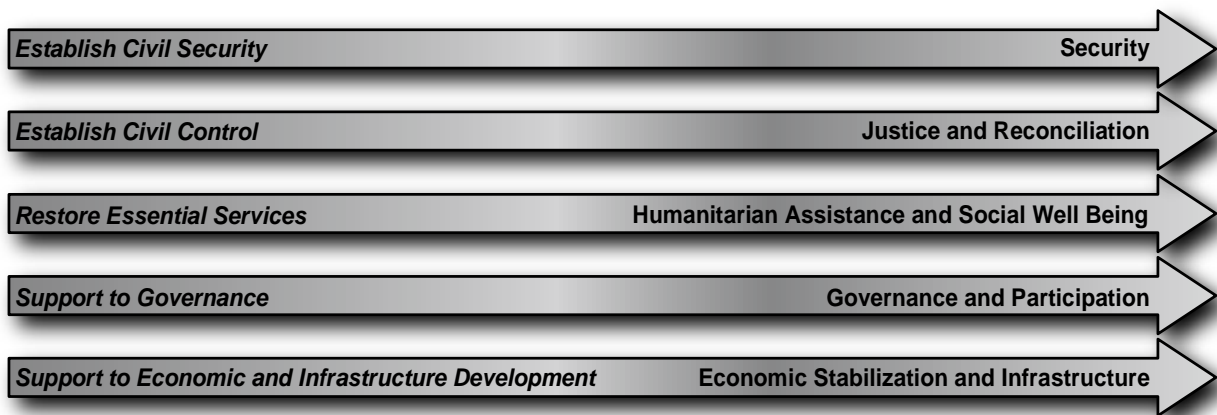 Establish Civil Security Security
Establish Civil Control Justice and Reconciliation
Restore Essential Services Humanitarian Assistance and Social Well Being
Support to Governance Governance and Participation
Support to Economic and Infrastructure Development Economic Stabilization and Infrastructure